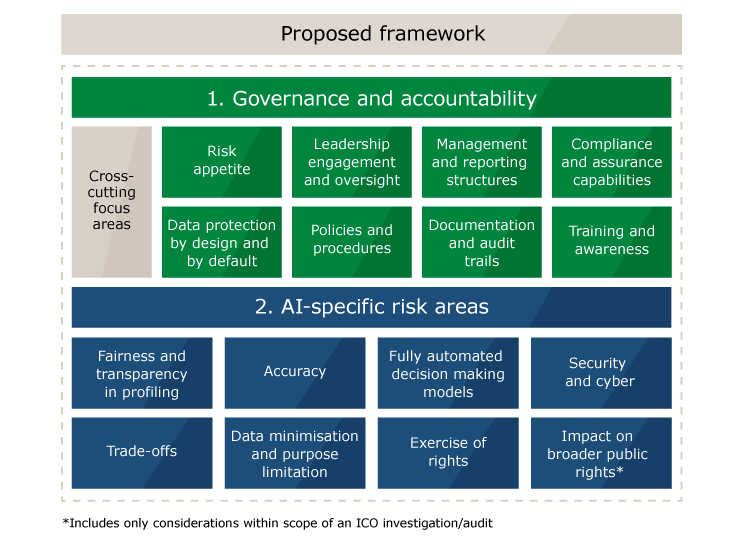 Proposed framework
1. Governance and accountability
Cross-
cutting
focus
areas
Risk
appetite
Leadership
engagement
and oversight
Management
and reporting
structures
Compliance
and assurance
capabilities
Data protection
by design and
by default
Policies and
procedures
Documentation
and audit
trails
Training and
awareness
2. AI-specific risk areas
Fairness and
transparency
in profiling
Accuracy
Fully automated
decision making
models
Security
and cyber
Trade-offs
Data minimisation
and purpose
limitation
Exercise of
rights
Impact on
broader public
rights*
*Includes only considerations within scope of an ICO investigation/audit